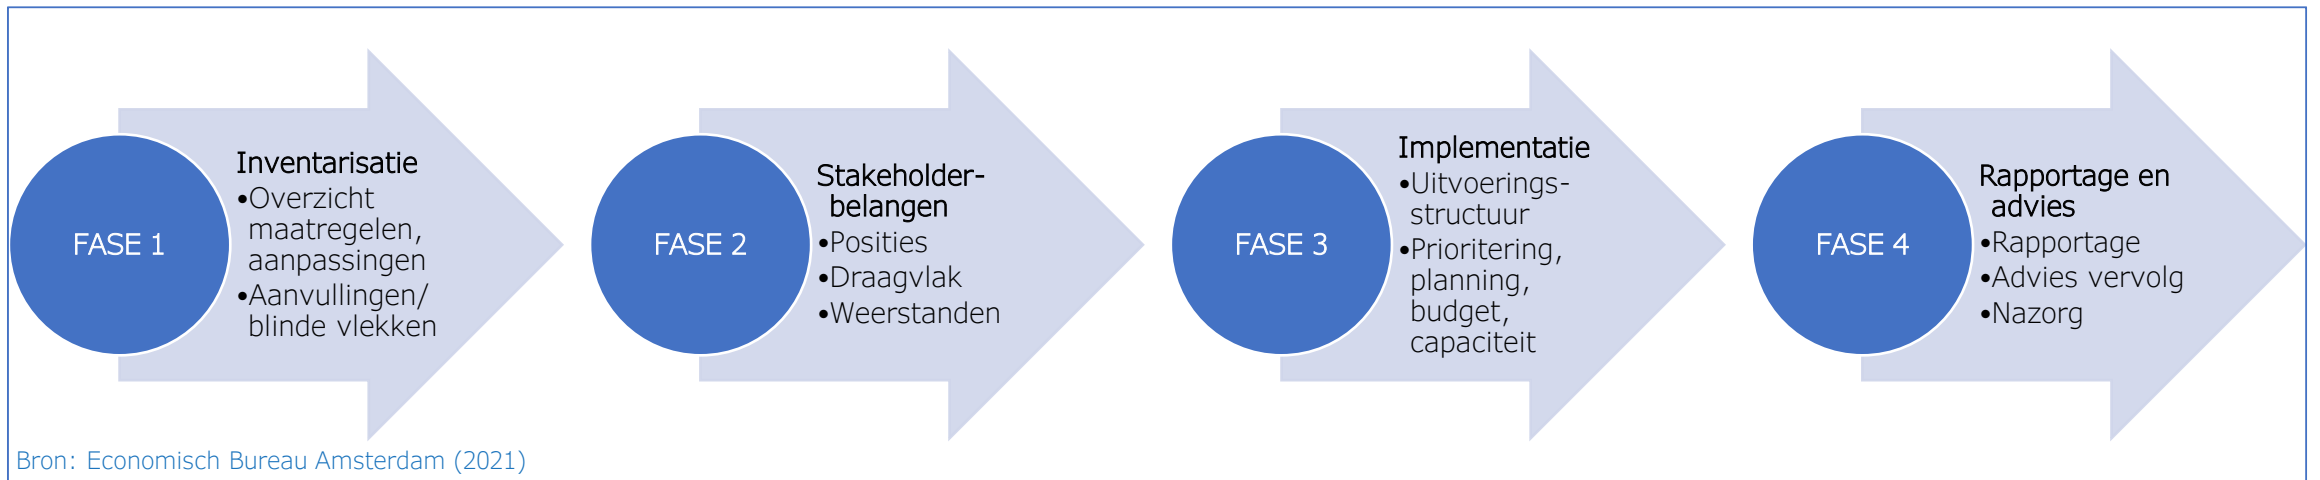 FASE 1
Inventarisatie
•Overzicht
maatregelen,
aanpassingen
•Aanvullingen/
blinde vlekken
FASE 2
Stakeholder-
belangen
•Posities
•Draagvlak
•Weerstanden
FASE 3
Implementatie
•Uitvoerings-
structuur
•Prioritering,
planning,
budget,
capaciteit
FASE 4
Rapportage en
advies
•Rapportage
•Advies vervolg
•Nazorg
Bron: Economisch Bureau Amsterdam (2021)